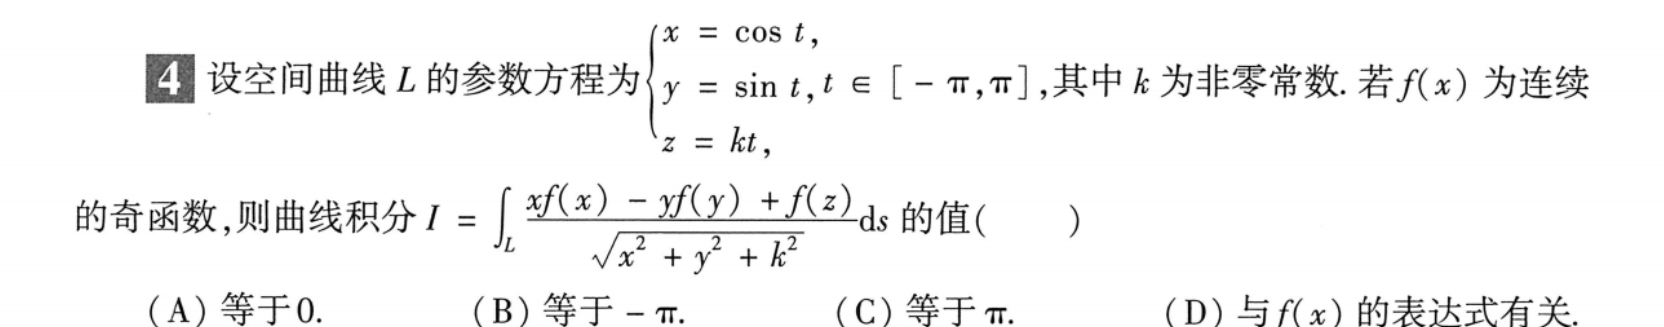 4 设空间曲线 L 的参数方程为 { x = cos t, y = sin t, z = kt, t ∈ [ - π,π ],其中 k 为非零常数. 若 f(x) 为连续
的奇函数,则曲线积分 I = ∫_L (xf(x) - yf(y) + f(z)) / √(x² + y² + k²) ds 的值(  )
(A) 等于0. (B) 等于 - π. (C) 等于 π. (D) 与 f(x) 的表达式有关.